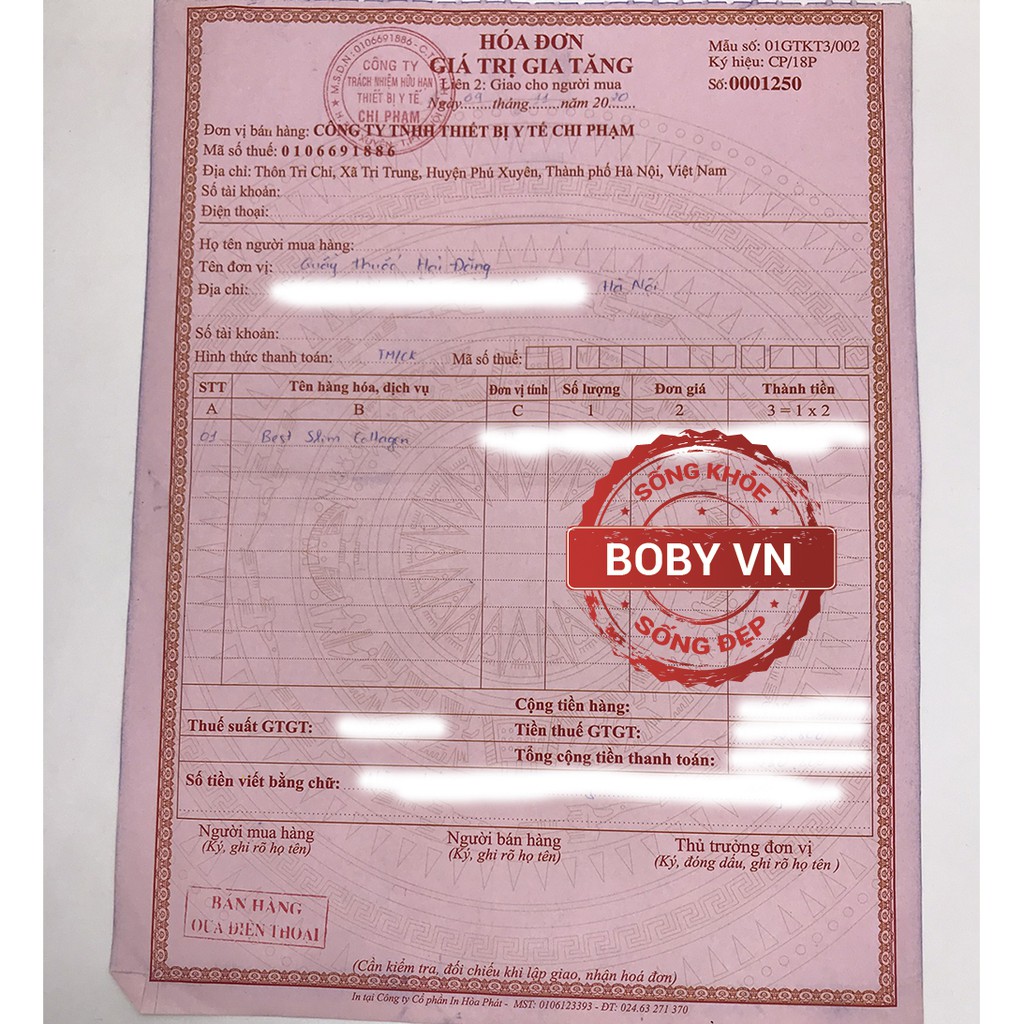 HÓA ĐƠN
GIÁ TRỊ GIA TĂNG
Liên 2: Giao cho người mua
Ngày 09 tháng 11 năm 2020
Mẫu số: 01GTKT3/002
Ký hiệu: CP/18P
Số: 0001250
M.S.D.N: 0106691886
CÔNG TY
TRÁCH NHIỆM HỮU HẠN
THIẾT BỊ Y TẾ
CHI PHẠM
Đơn vị bán hàng: CÔNG TY TNHH THIẾT BỊ Y TẾ CHI PHẠM
Mã số thuế: 0106691886
Địa chỉ: Thôn Tri Chỉ, Xã Tri Trung, Huyện Phú Xuyên, Thành phố Hà Nội, Việt Nam
Số tài khoản:
Điện thoại:
Họ tên người mua hàng:
Tên đơn vị: Quầy thuốc Hải Đăng
Địa chỉ: Hà Nội
Số tài khoản:
Hình thức thanh toán: TM/CK Mã số thuế:
STT Tên hàng hóa, dịch vụ Đơn vị tính Số lượng Đơn giá Thành tiền
A B C 1 2 3 = 1 x 2
01 Best Slim Collagen
SỐNG KHỎE
BOBY VN
SỐNG ĐẸP
Cộng tiền hàng:
Thuế suất GTGT: Tiền thuế GTGT:
Tổng cộng tiền thanh toán:
Số tiền viết bằng chữ:
Người mua hàng Người bán hàng Thủ trưởng đơn vị
(Ký, ghi rõ họ tên) (Ký, ghi rõ họ tên) (Ký, đóng dấu, ghi rõ họ tên )
BÁN HÀNG
QUA ĐIỆN THOẠI
(Cần kiểm tra, đối chiếu khi lập giao, nhận hoá đơn)
In tại Công ty Cổ phần In Hòa Phát - MST: 0106123393 - ĐT: 024.63 271 370